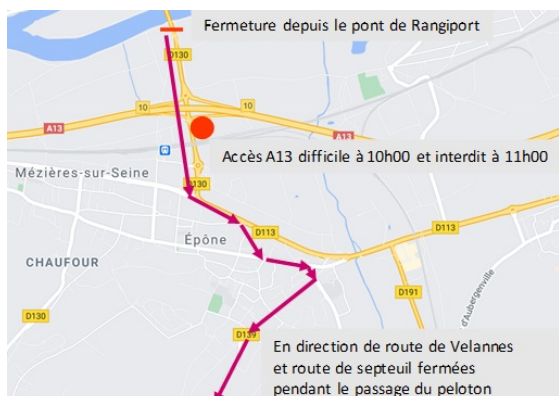 Fermeture depuis le pont de Rangiport
D130
10
10
A13
A13
Accès A13 difficile à 10h00 et interdit à 11h00
Mézières-sur-Seine
D130
D113
D113
Épône
CHAUFOUR
D191
d'Aubergenville
D130
D139
En direction de route de Velannes
et route de septeuil fermées
pendant le passage du peloton